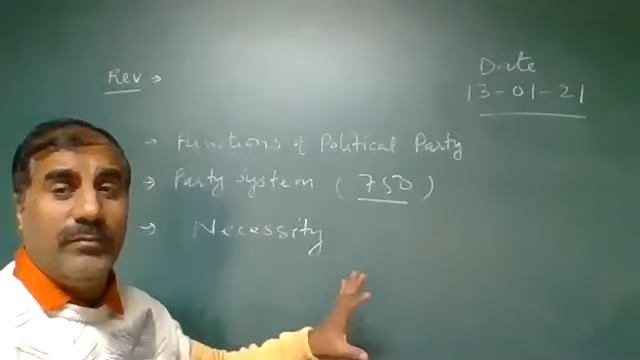 Date
Rev →
13-01-21
→ Functions of Political Party
→ Party system ( 750 )
→ Necessity